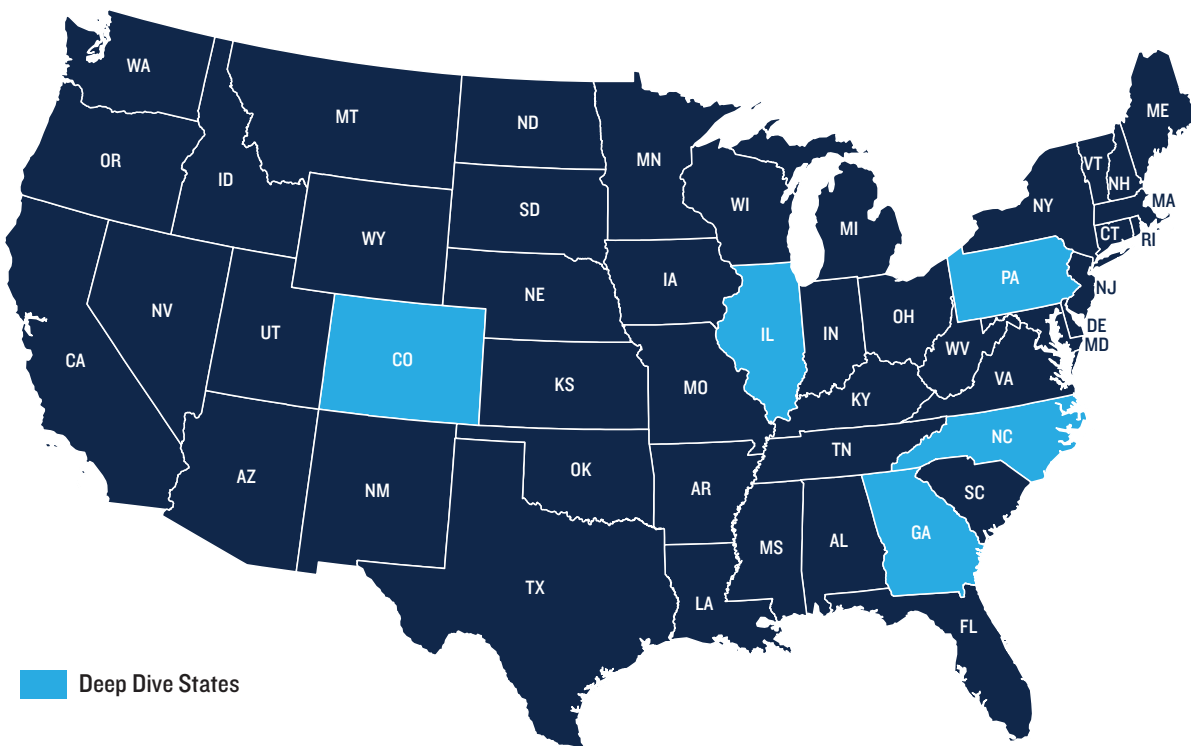 WA
MT
ND
MN
ME
OR
ID
SD
WI
MI
VT
NH
NY
MA
CT
RI
WY
IA
NE
PA
NJ
NV
UT
CO
IL
IN
OH
DE
MD
WV
VA
CA
KS
MO
KY
NC
TN
AZ
NM
OK
AR
SC
GA
MS
AL
TX
LA
FL
Deep Dive States